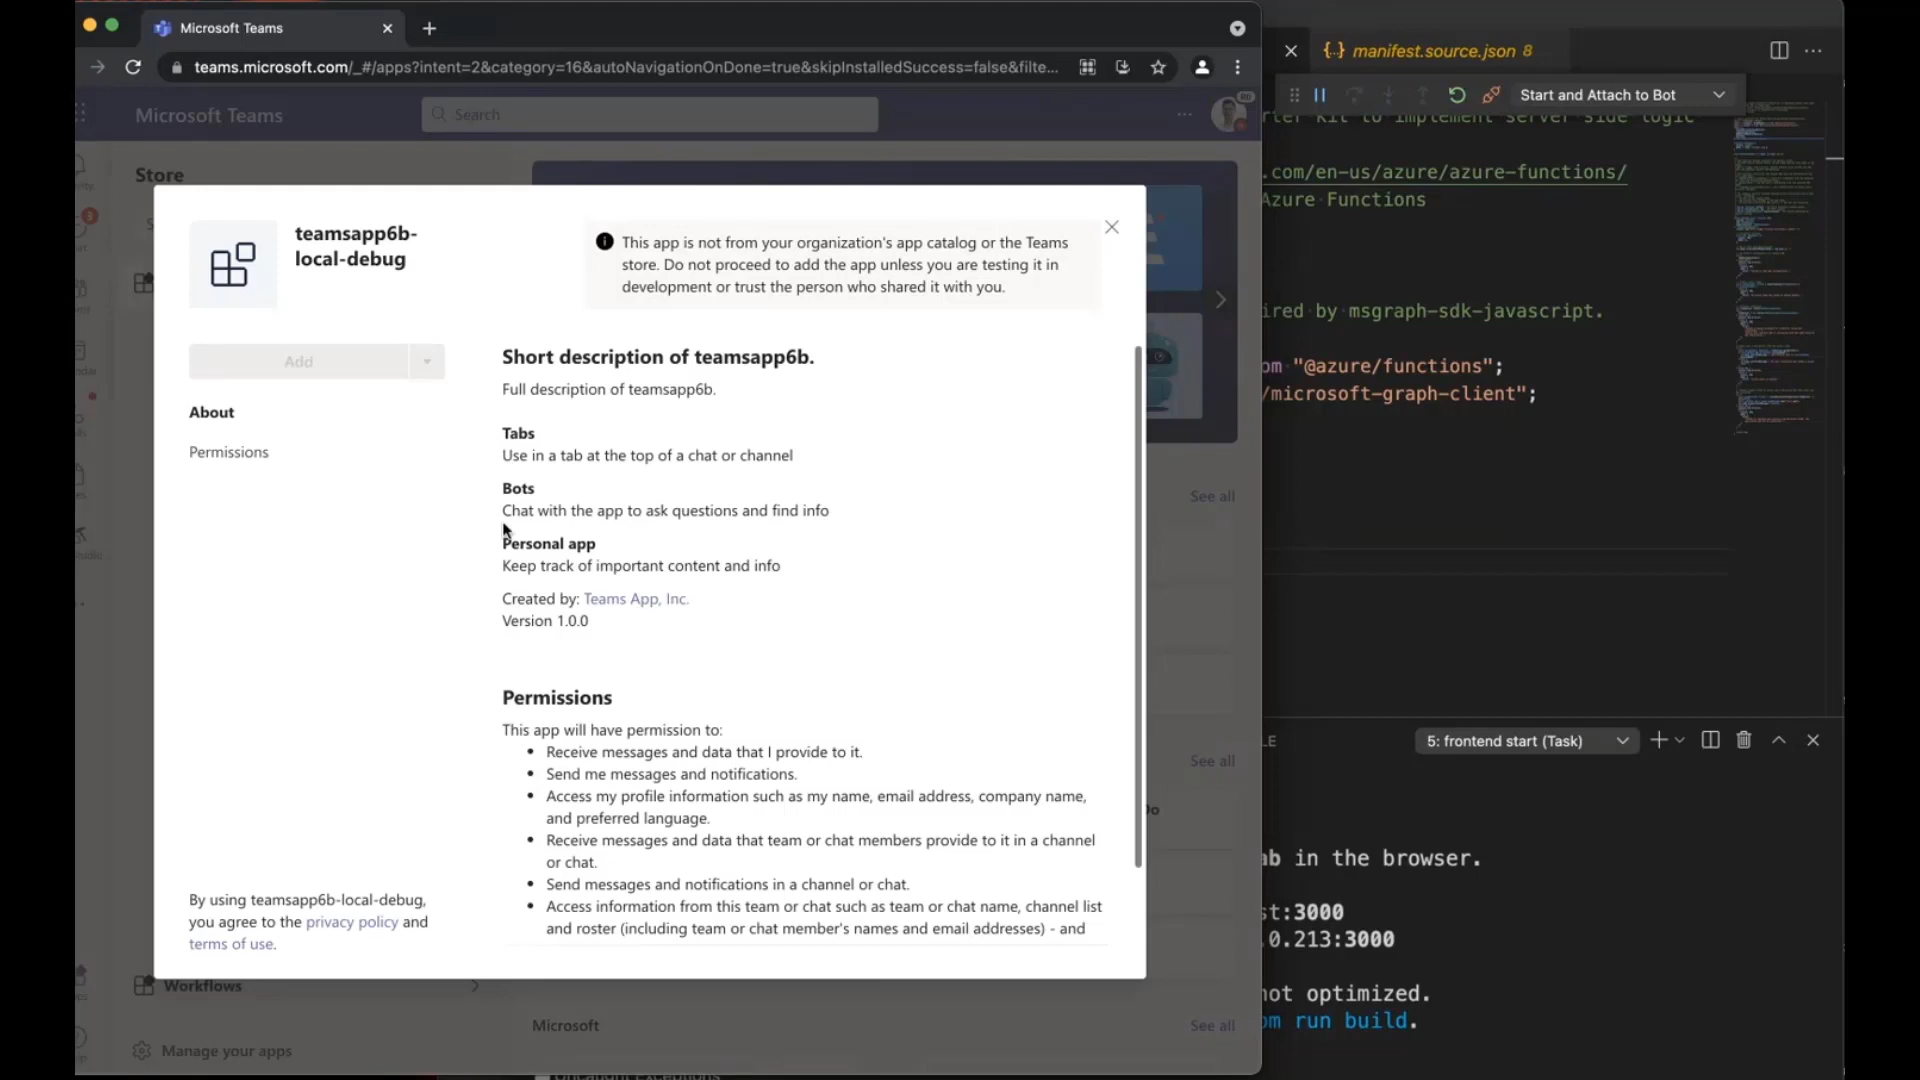 Microsoft Teams
teams.microsoft.com/_#/apps?intent=2&category=16&autoNavigationOnDone=true&skipInstalledSuccess=false&filte...
Microsoft Teams
Search
Store
3
teamsapp6b-
local-debug
This app is not from your organization's app catalog or the Teams
store. Do not proceed to add the app unless you are testing it in
development or trust the person who shared it with you.
Add
About
Permissions
Short description of teamsapp6b.
Full description of teamsapp6b.
Tabs
Use in a tab at the top of a chat or channel
Bots
Chat with the app to ask questions and find info
Personal app
Keep track of important content and info
Created by: Teams App, Inc.
Version 1.0.0
Permissions
This app will have permission to:
• Receive messages and data that I provide to it.
• Send me messages and notifications.
• Access my profile information such as my name, email address, company name,
and preferred language.
• Receive messages and data that team or chat members provide to it in a channel
or chat.
• Send messages and notifications in a channel or chat.
• Access information from this team or chat such as team or chat name, channel list
and roster (including team or chat member's names and email addresses) - and
By using teamsapp6b-local-debug,
you agree to the privacy policy and
terms of use.
See all
See all
Workflows
Microsoft
See all
Manage your apps
{..} manifest.source.json 8
Start and Attach to Bot
rter kit to implement server side logic
.com/en-us/azure/azure-functions/
Azure Functions
ired by msgraph-sdk-javascript.
om "@azure/functions";
/microsoft-graph-client";
LE
5: frontend start (Task)
ab in the browser.
st:3000
.0.213:3000
not optimized.
pm run build.